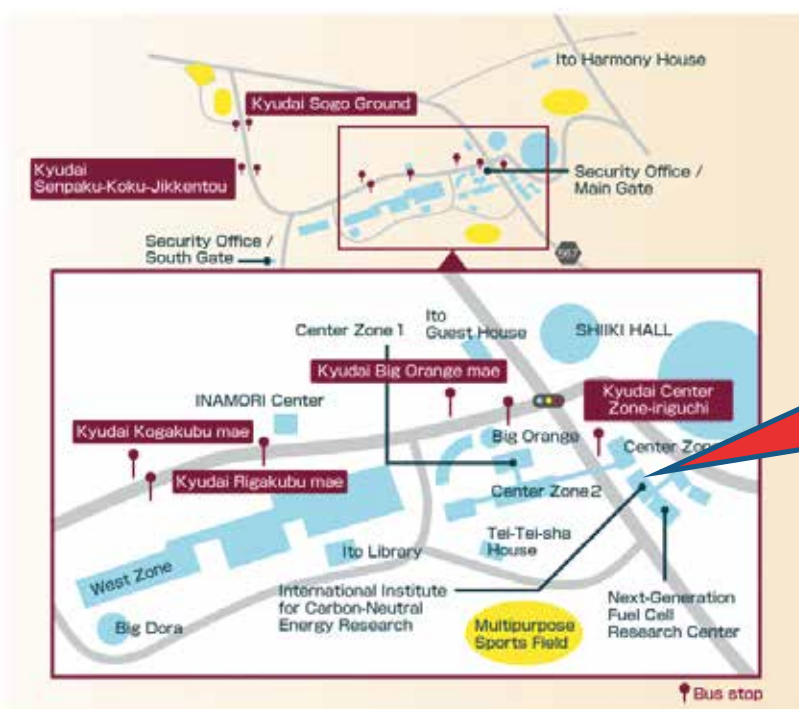 Ito Harmony House
Kyudai Sogo Ground
Kyudai
Senpaku-Koku-Jikkentou
Security Office /
Main Gate
Security Office /
South Gate
567
Center Zone 1
Ito
Guest House
SHIIKI HALL
Kyudai Big Orange mae
INAMORI Center
Kyudai Center
Zone-iriguchi
Kyudai Kogakubu mae
Big Orange
Center Zone
Kyudai Rigakubu mae
Center Zone2
Tei-Tei-sha
House
Ito Library
West Zone
International Institute
for Carbon-Neutral
Energy Research
Next-Generation
Fuel Cell
Research Center
Big Dora
Multipurpose
Sports Field
Bus stop